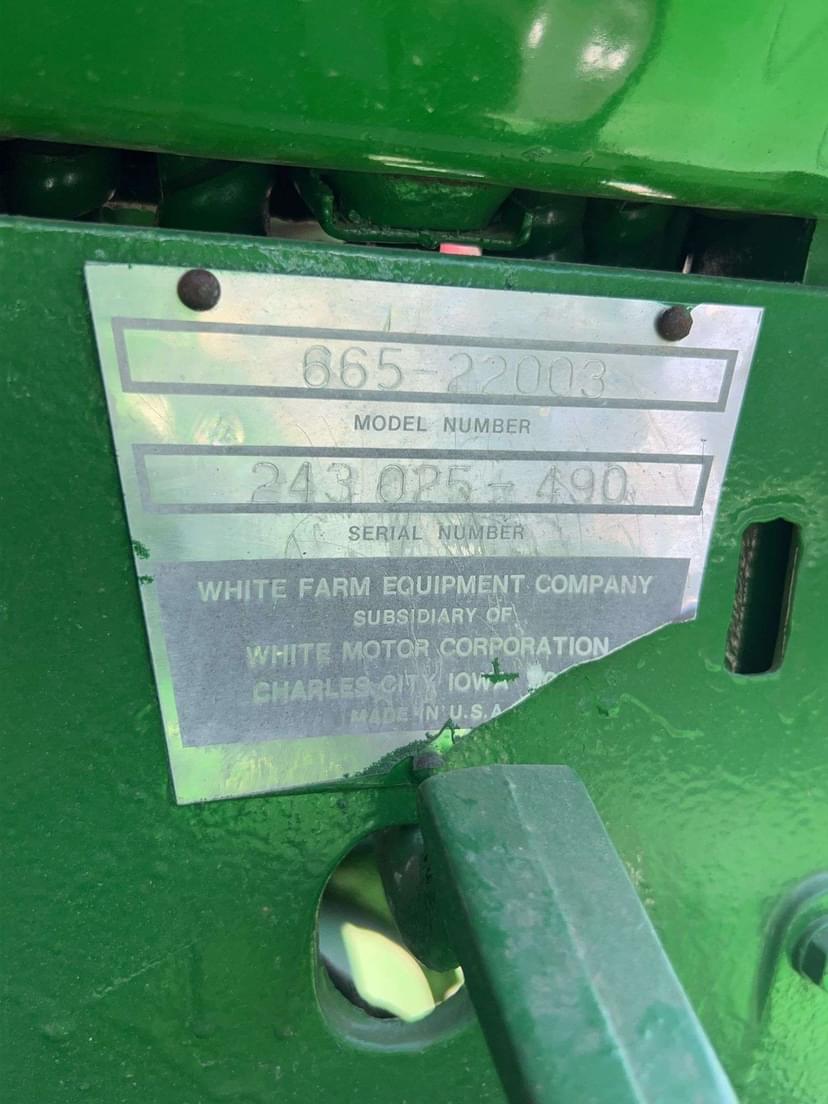 665-22003
MODEL NUMBER
243 025-490
SERIAL NUMBER
WHITE FARM EQUIPMENT COMPANY
SUBSIDIARY OF
WHITE MOTOR CORPORATION
CHARLES CITY IOWA
MADE IN U.S.A.